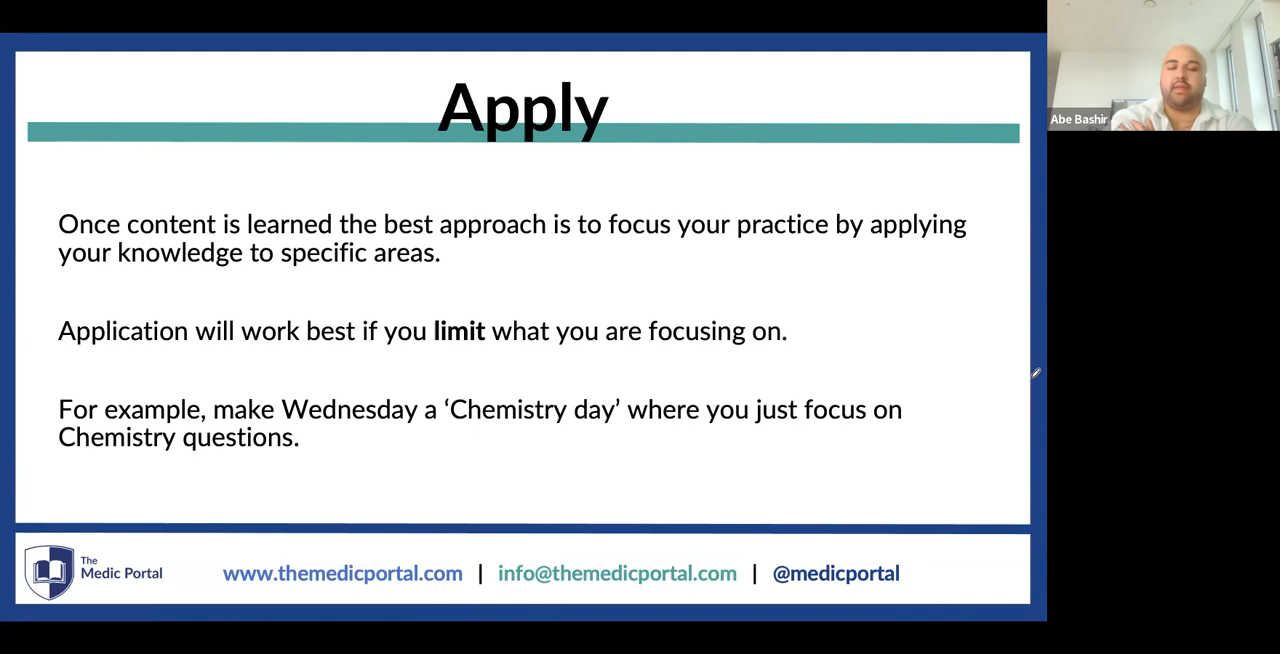 Apply
Once content is learned the best approach is to focus your practice by applying
your knowledge to specific areas.
Application will work best if you limit what you are focusing on.
For example, make Wednesday a ‘Chemistry day’ where you just focus on
Chemistry questions.
The
Medic Portal
www.themedicportal.com | info@themedicportal.com | @medicportal
Abe Bashir